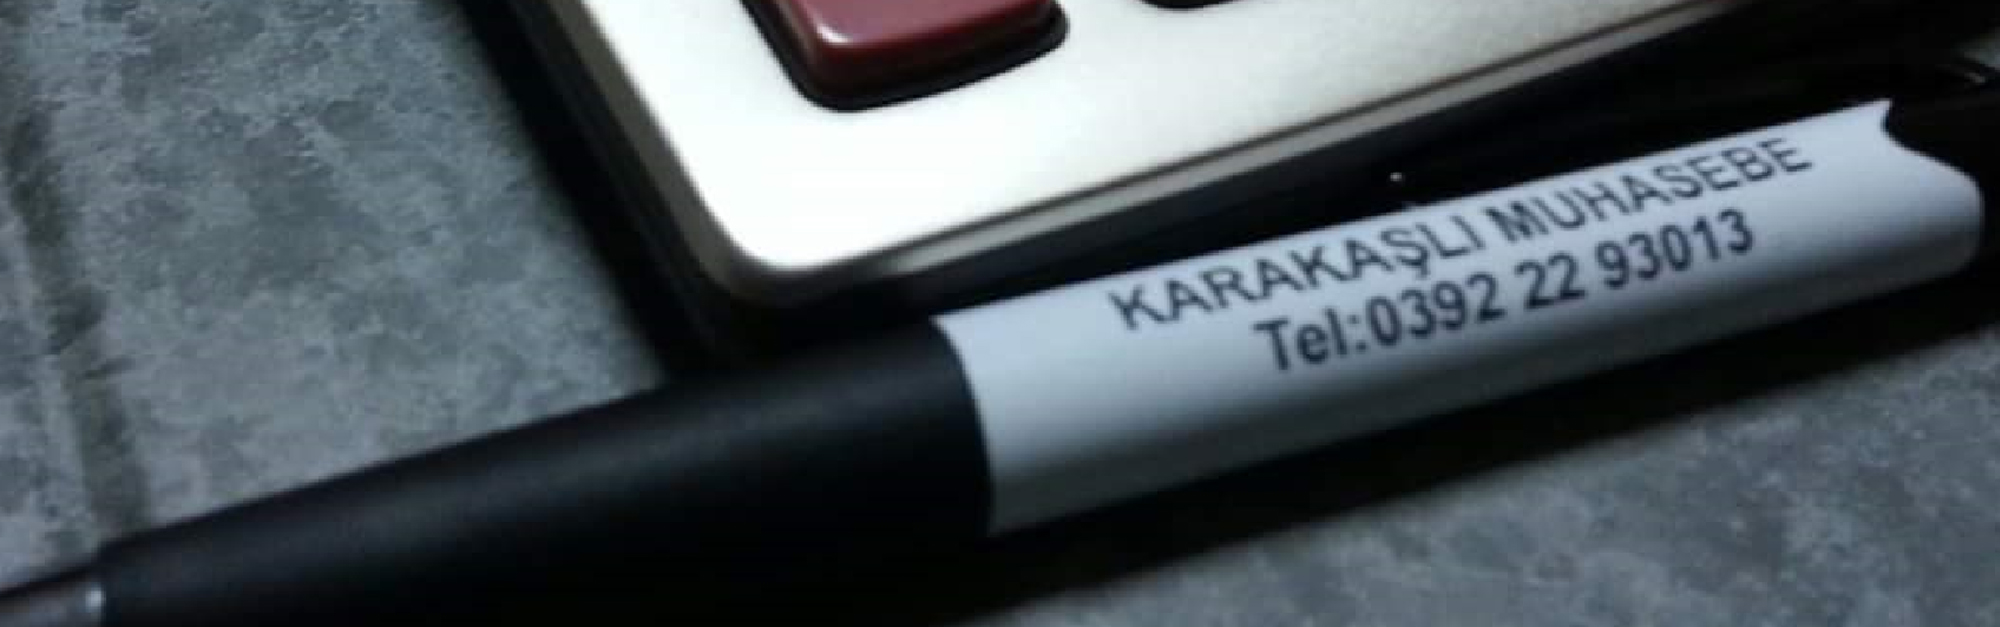 KARAKAŞLI MUHASEBE
Tel:0392 22 93013